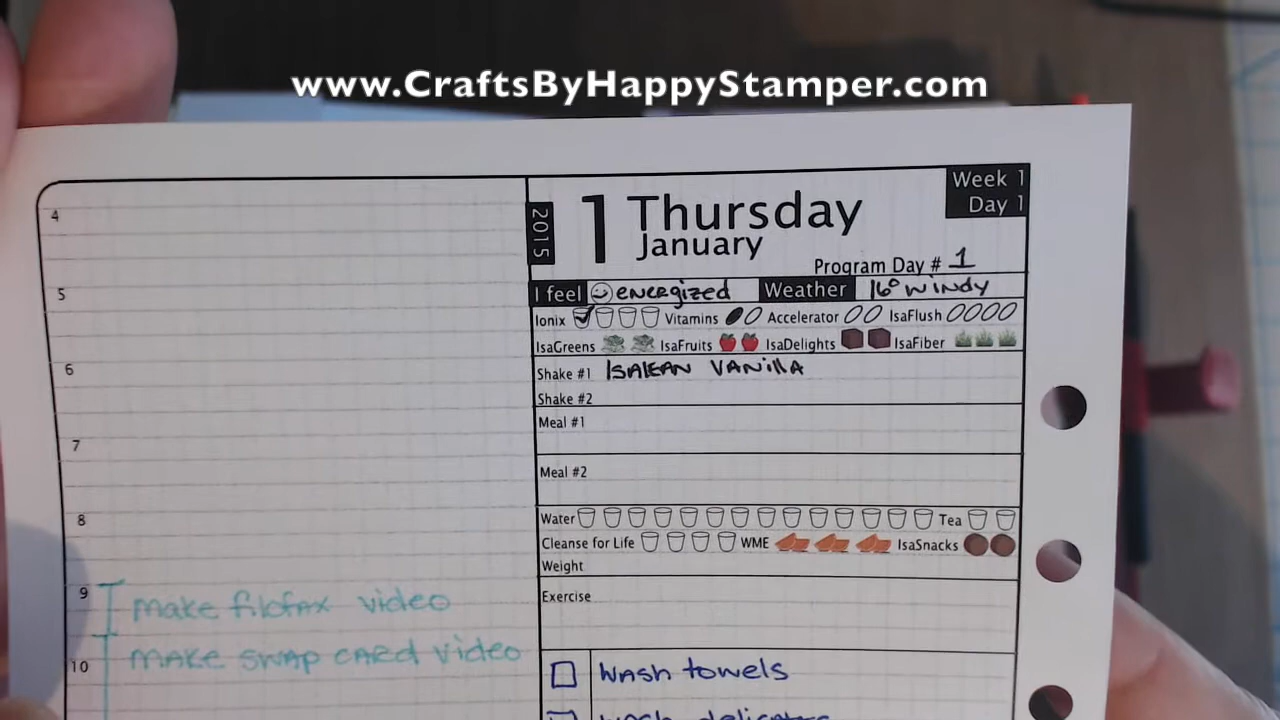 www.CraftsByHappyStamper.com
Week 1
Day 1
2015
1 Thursday
January
Program Day # 1
I feel energized Weather 16° windy
Ionix Vitamins Accelerator IsaFlush
IsaGreens IsaFruits IsaDelights IsaFiber
Shake #1 ISALEAN VANIllA
Shake #2
Meal #1
Meal #2
Water Tea
Cleanse for Life WME IsaSnacks
Weight
Exercise
wash towels
wash delicates
4
5
6
7
8
9 make filofax video
10 make swap card video